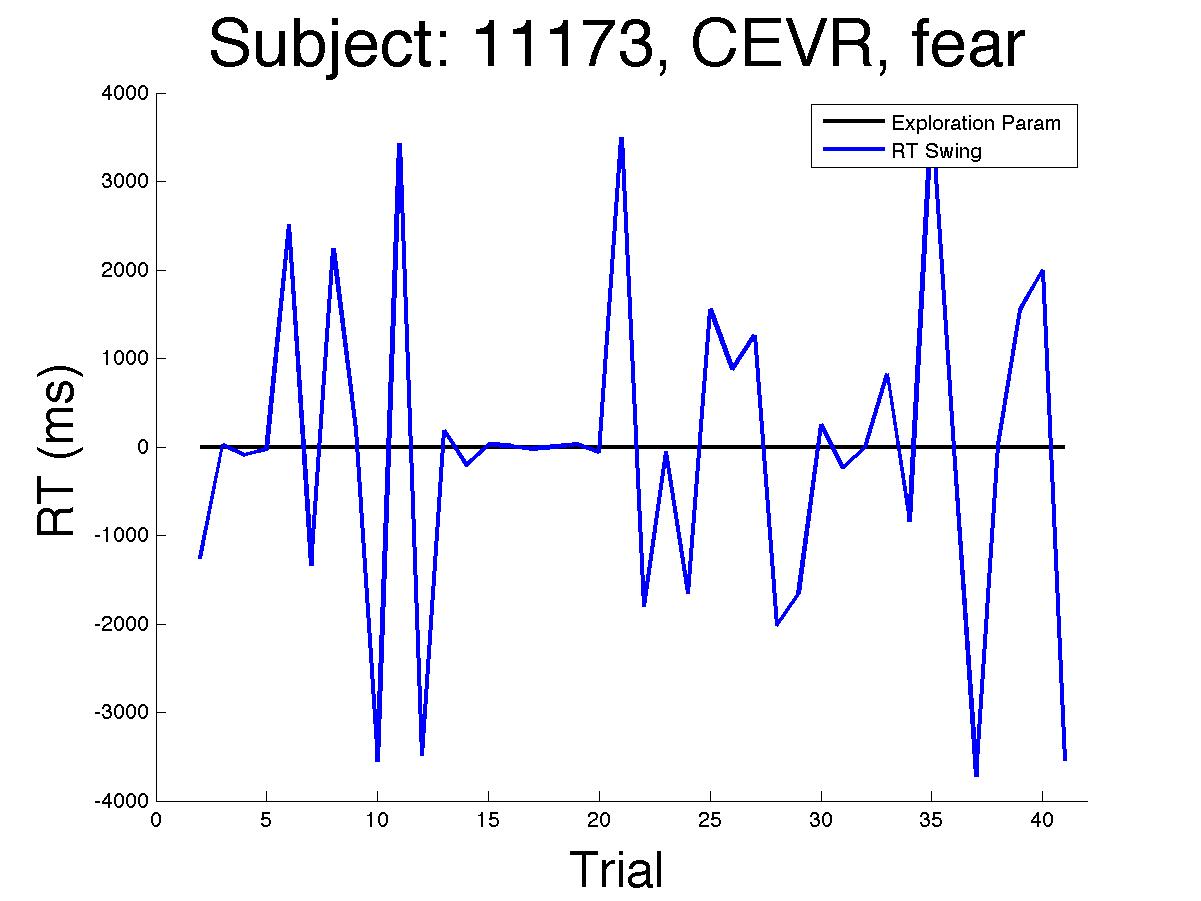 Subject: 11173, CEVR, fear
Exploration Param
RT Swing
4000
3000
2000
1000
0
-1000
-2000
-3000
-4000
RT (ms)
0 5 10 15 20 25 30 35 40
Trial